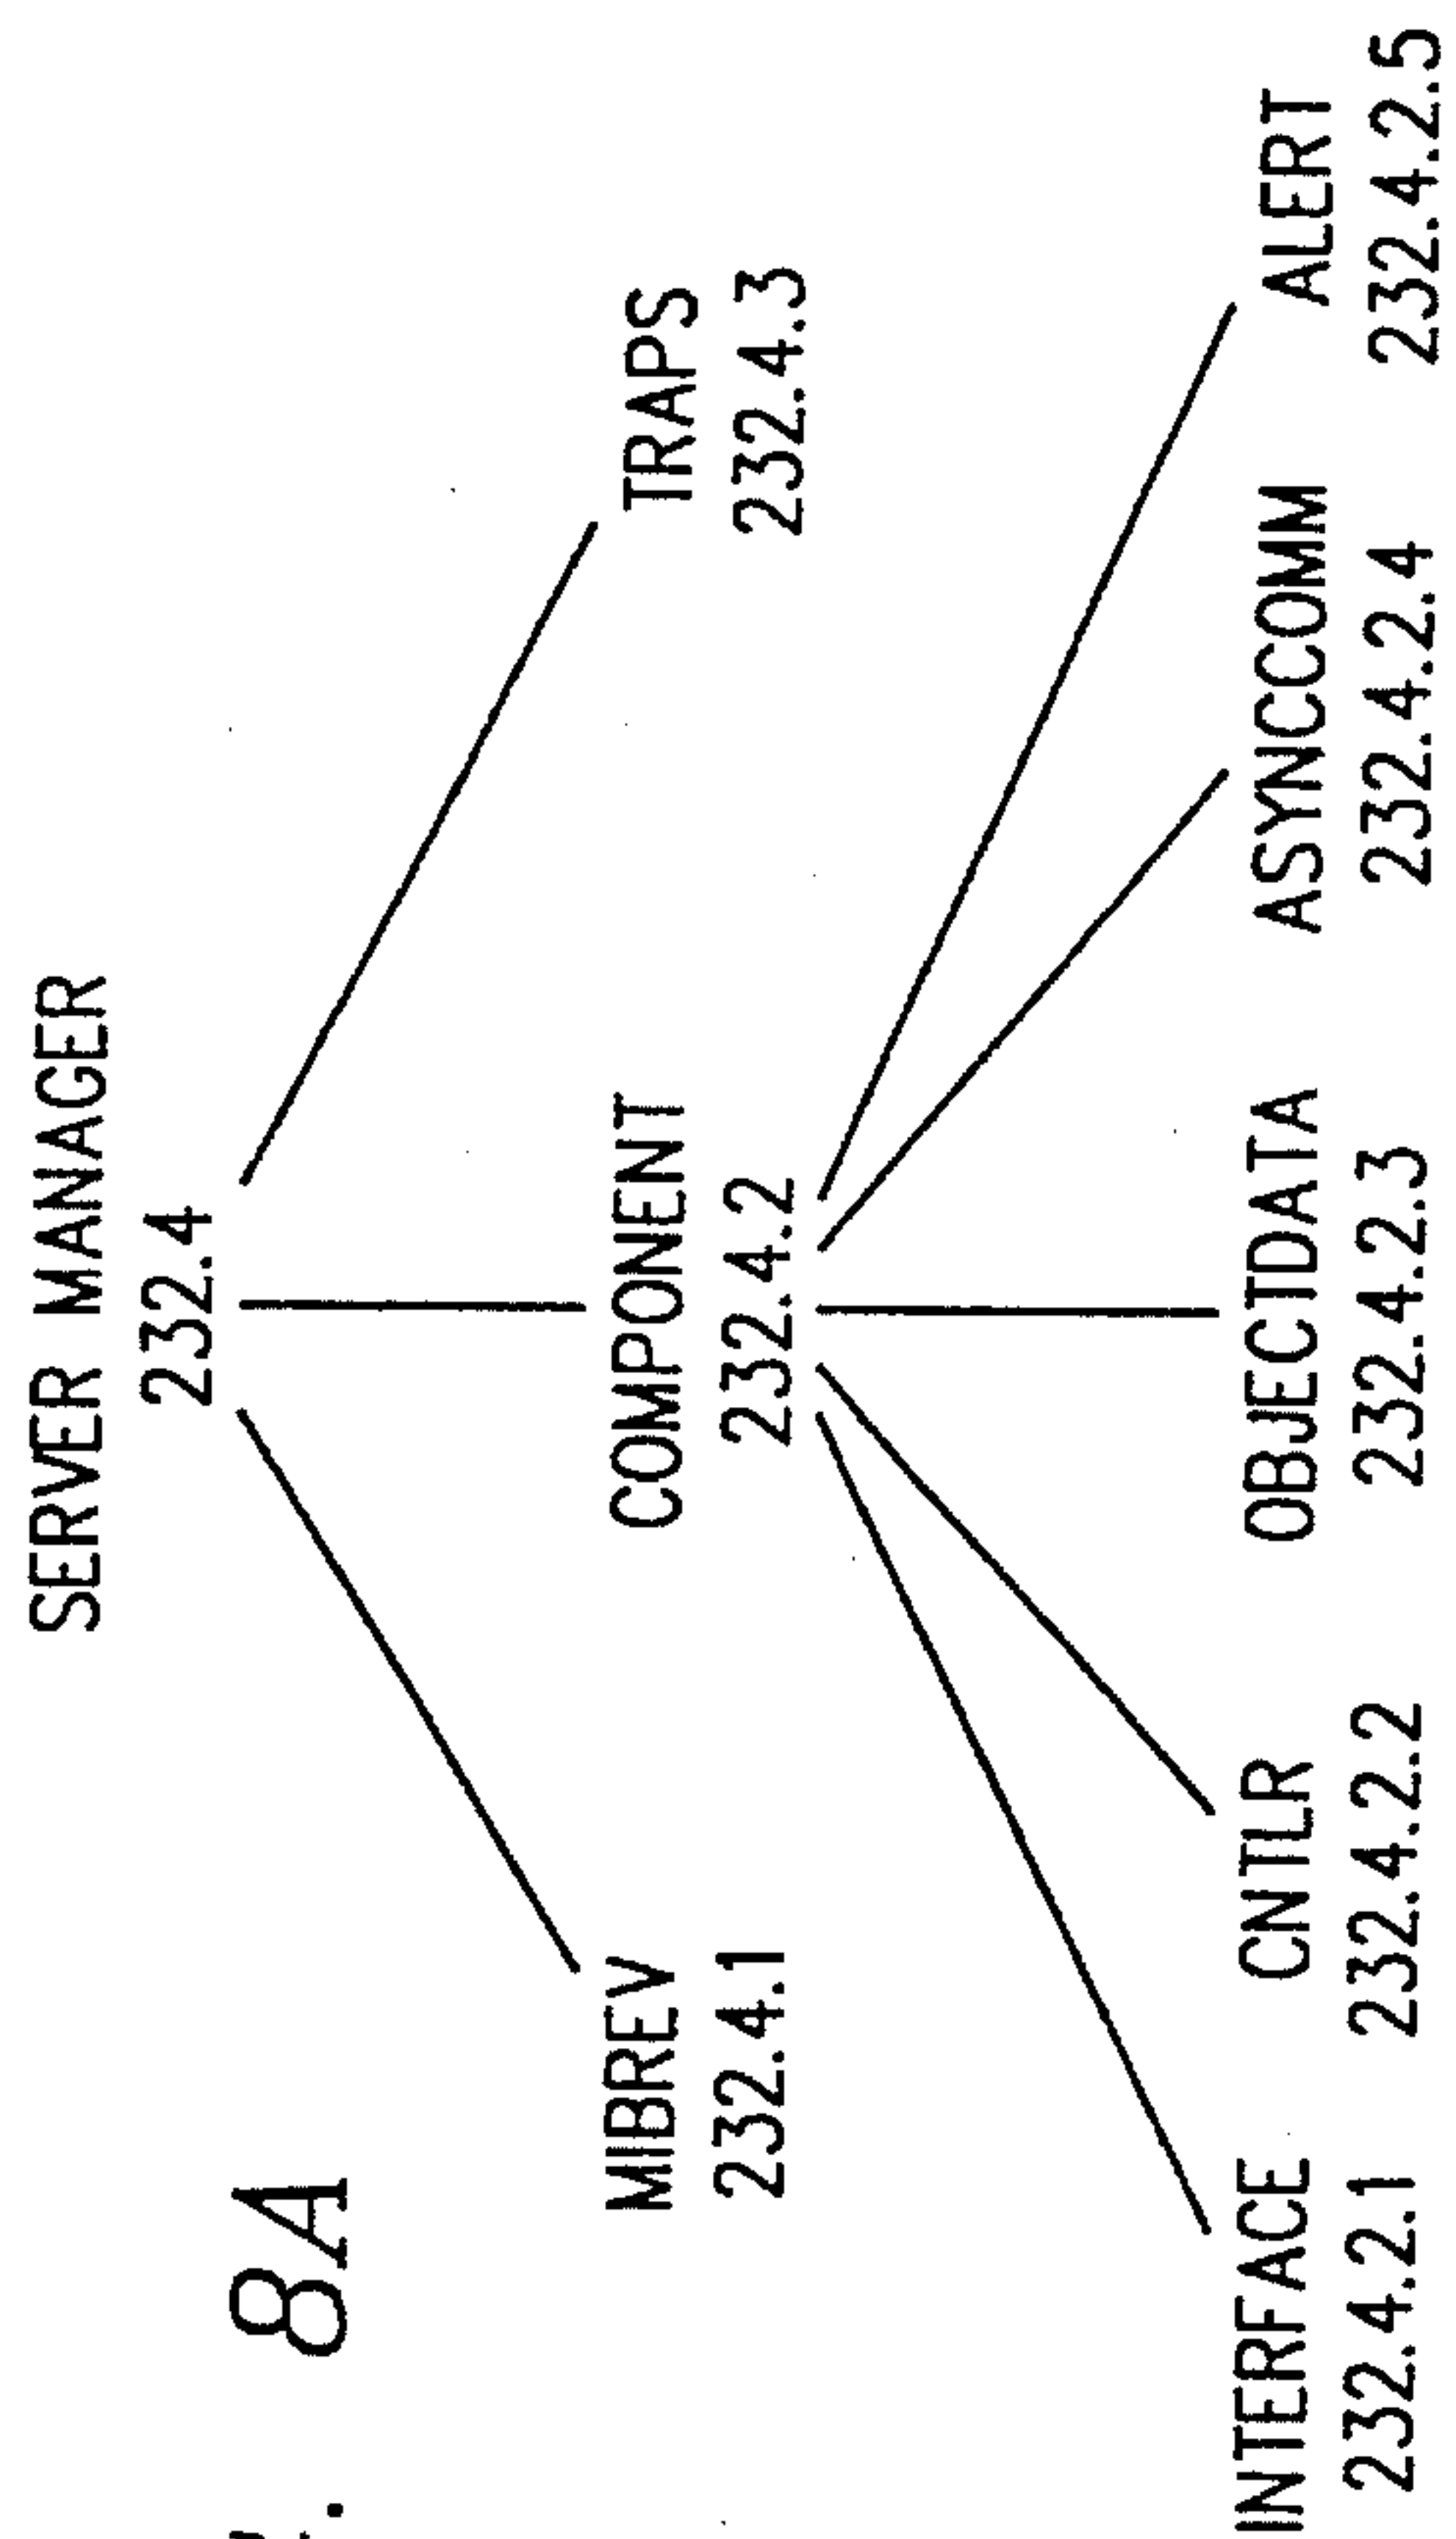 SERVER MANAGER
232.4
8A
MIBREV
232.4.1
COMPONENT
232.4.2
TRAPS
232.4.3
INTERFACE
232.4.2.1
CNTLR
232.4.2.2
OBJECTDATA
232.4.2.3
ASYNCCOMM
232.4.2.4
ALERT
232.4.2.5